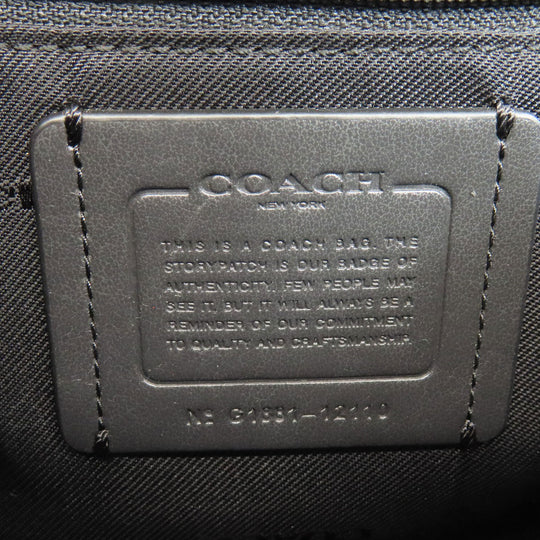 COACH
NEW YORK
THIS IS A COACH BAG. THE
STORYPATCH IS OUR BADGE OF
AUTHENTICITY. FEW PEOPLE MAY
SEE IT, BUT IT WILL ALWAYS BE A
REMINDER OF OUR COMMITMENT
TO QUALITY AND CRAFTSMANSHIP.
Nº G1881-12110